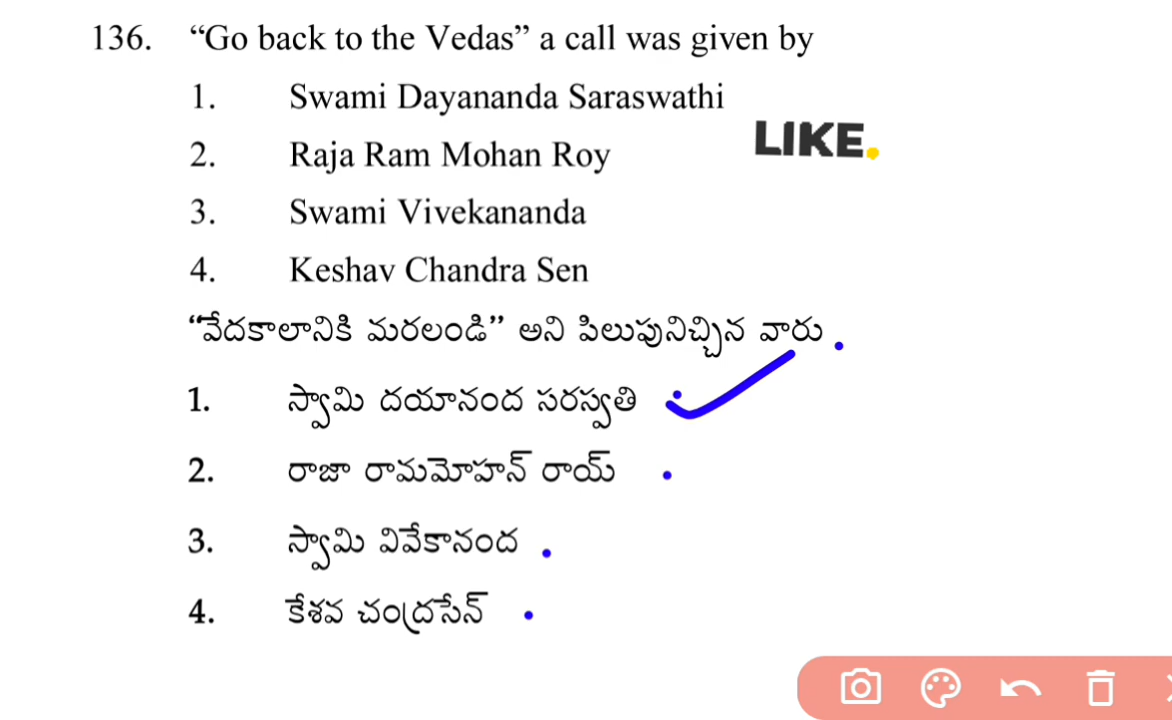 136. “Go back to the Vedas” a call was given by
1. Swami Dayananda Saraswathi
LIKE.
2. Raja Ram Mohan Roy
3. Swami Vivekananda
4. Keshav Chandra Sen
“వేదకాలానికి మరలండి” అని పిలుపునిచ్చిన వారు
1. స్వామి దయానంద సరస్వతి
2. రాజా రామమోహన్ రాయ్
3. స్వామి వివేకానంద
4. కేశవ చంద్రసేన్